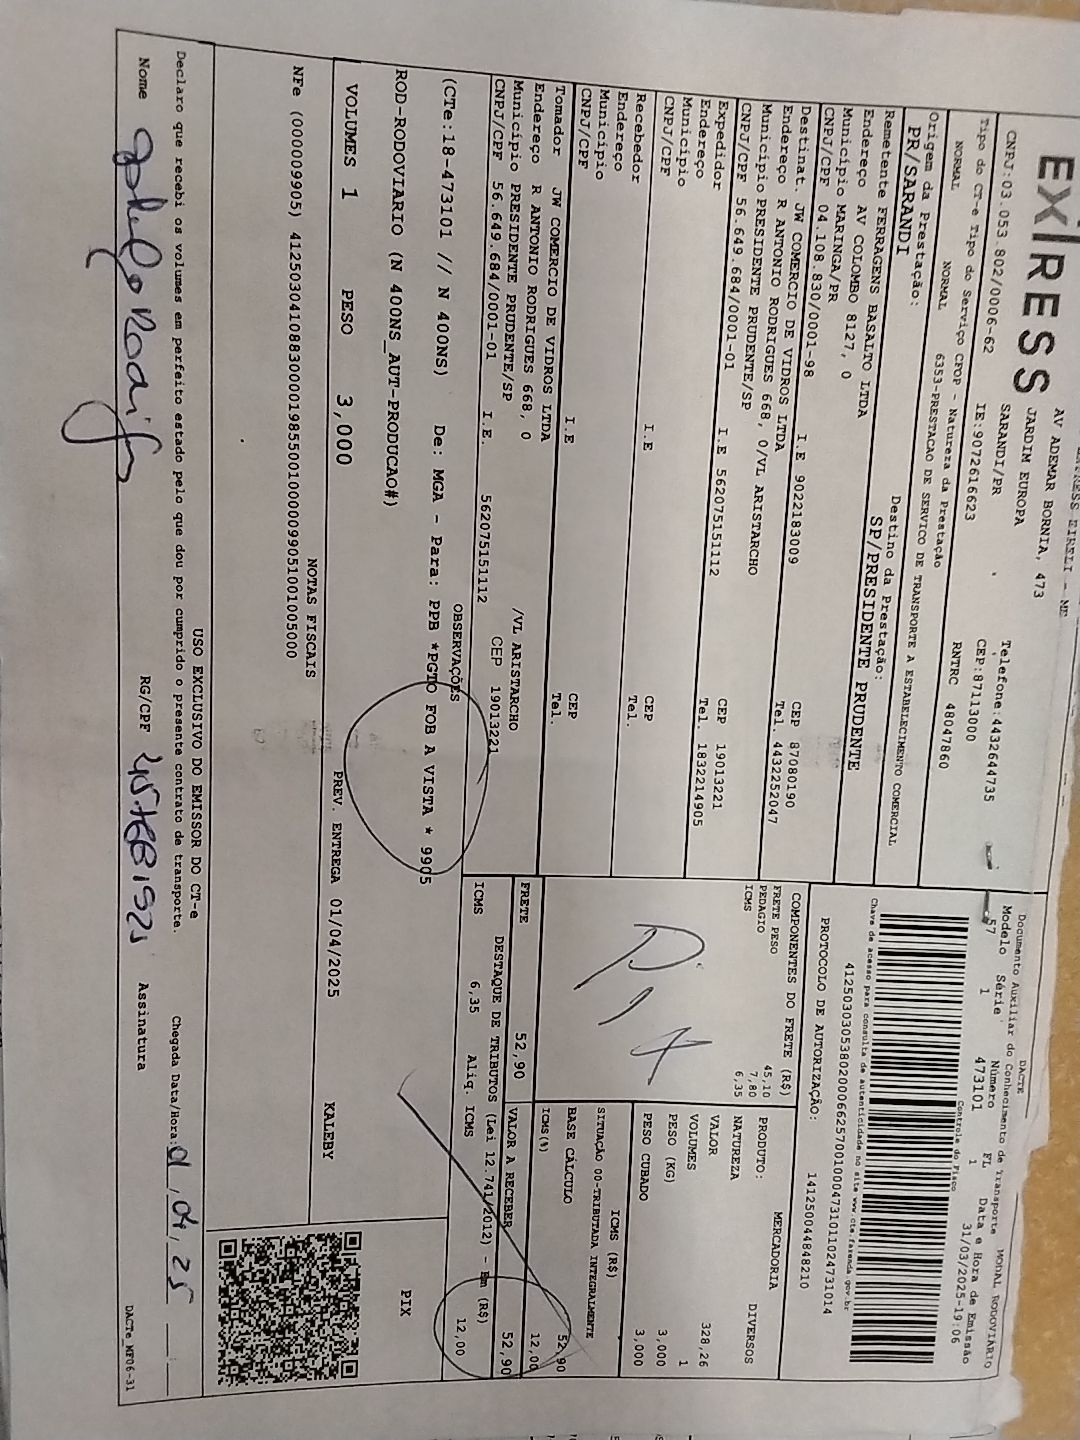 EX|RESS
AV ADEMAR BORNIA, 473
JARDIM EUROPA
SARANDI/PR
Telefone: 4432644735
CNPJ:03.053.802/0006-62 IE:9072616623 CEP:87113000
Tipo do CT-e Tipo do Serviço CFOP - Natureza da Prestação RNTRC 48047860
NORMAL NORMAL 6353-PRESTACAO DE SERVICO DE TRANSPORTE A ESTABELECIMENTO COMERCIAL
Origem da Prestação: Destino da Prestação:
PR/SARANDI SP/PRESIDENTE PRUDENTE
Remetente FERRAGENS BASALTO LTDA
Endereço AV COLOMBO 8127, 0
Município MARINGA/PR CEP 87080190
CNPJ/CPF 04.108.830/0001-98 I.E 9022183009 Tel. 4432252047
Destinat. JW COMERCIO DE VIDROS LTDA
Endereço R ANTONIO RODRIGUES 668, 0/VL ARISTARCHO
Município PRESIDENTE PRUDENTE/SP CEP 19013221
CNPJ/CPF 56.649.684/0001-01 I.E 562075151112 Tel. 1832214905
Expedidor
Endereço
Município CEP
CNPJ/CPF I.E Tel.
Recebedor
Endereço
Município CEP
CNPJ/CPF I.E Tel.
Tomador JW COMERCIO DE VIDROS LTDA
Endereço R ANTONIO RODRIGUES 668, 0 /VL ARISTARCHO
Município PRESIDENTE PRUDENTE/SP CEP 19013221
CNPJ/CPF 56.649.684/0001-01 I.E. 562075151112
DACTE MODAL RODOVIÁRIO
Documento Auxiliar do Conhecimento de Transporte
Modelo Série Número FL Data e Hora de Emissão
57 1 473101 1 31/03/2025-19:06
Controle do Fisco
Chave de acesso para consulta de autenticidade no site www.cte.fazenda.gov.br
41250303053802000662570010004731011024731014
PROTOCOLO DE AUTORIZAÇÃO: 141250044848210
COMPONENTES DO FRETE (R$)
FRETE PESO 45,10
PEDAGIO 7,80
ICMS 6,35
PIX
FRETE 52,90
PRODUTO: MERCADORIA DIVERSOS
NATUREZA
VALOR 328,26
VOLUMES 1
PESO (KG) 3,000
PESO CUBADO 3,000
ICMS (R$)
SITUAÇÃO 00-TRIBUTADA INTEGRALMENTE
BASE CÁLCULO 52,90
ICMS(%) 12,00
VALOR A RECEBER 52,90
DESTAQUE DE TRIBUTOS (Lei 12.741/2012) - Em (R$)
ICMS 6,35 Aliq. ICMS 12,00
OBSERVAÇÕES
(CTe:18-473101 // N 400NS) De: MGA - Para: PPB *PGTO FOB A VISTA * 9905
ROD-RODOVIARIO (N 400NS_AUT-PRODUCAO#)
PIX
VOLUMES 1 PESO 3,000 PREV. ENTREGA 01/04/2025 KALEBY
NOTAS FISCAIS
NFe (000009905) 41250304108830000198550010000099051001005000
USO EXCLUSIVO DO EMISSOR DO CT-e
Declaro que recebi os volumes em perfeito estado pelo que dou por cumprido o presente contrato de transporte. Chegada Data/Hora:
Nome RG/CPF Assinatura
DACTe_MF06-31